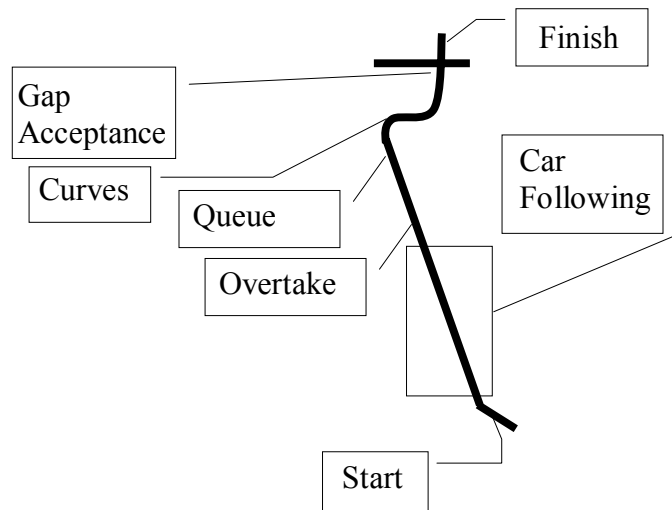 Finish
Gap
Acceptance
Car
Following
Curves
Queue
Overtake
Start